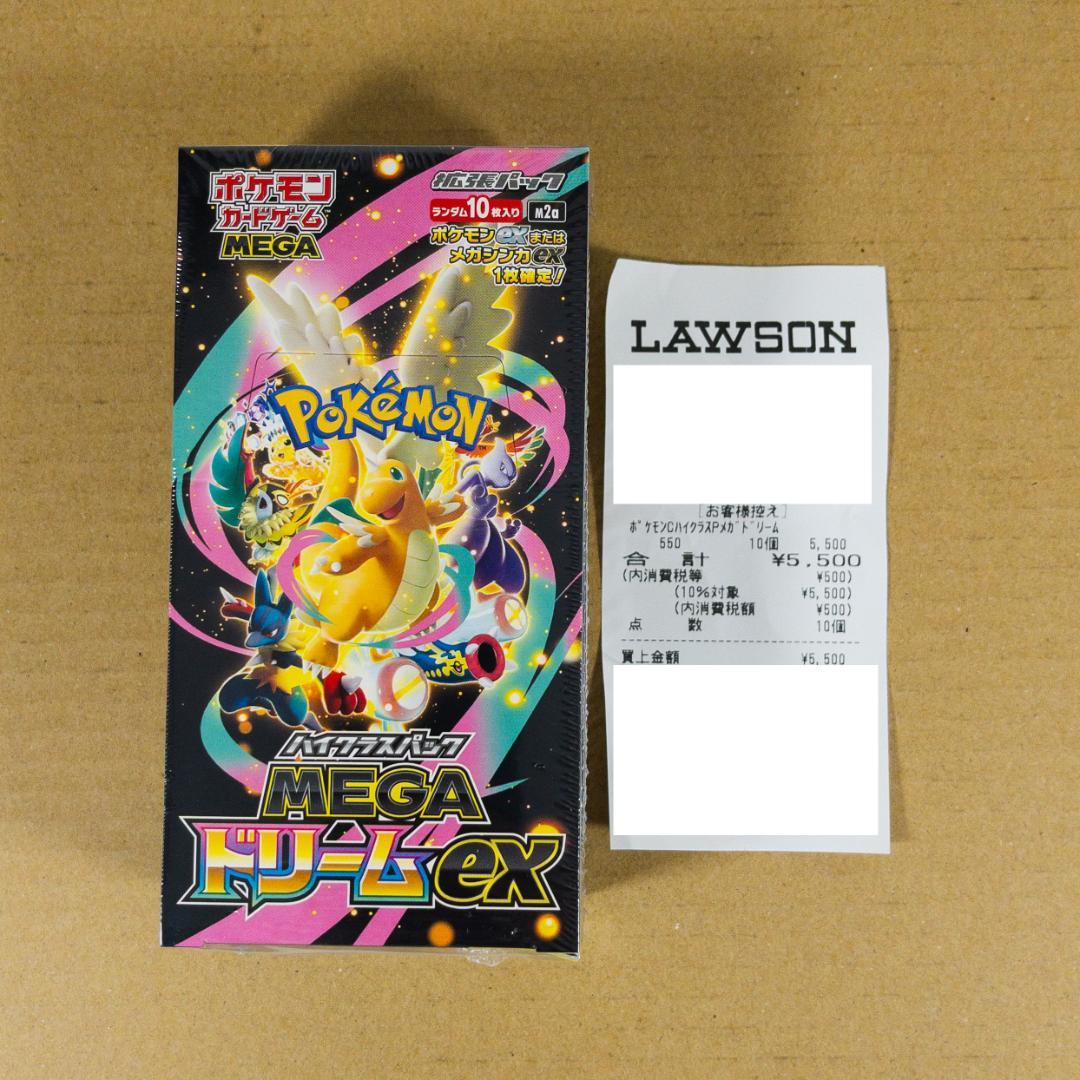 ポケモン
カードゲーム
MEGA
拡張パック
ランダム10枚入り M2a
ポケモンexまたは
メガシンカex
1枚確定!
POKéMON
TM
ハイクラスパック
MEGA
ドリームex
LAWSON
[お客様控え]
ポケモンCハイクラスPメガドリーム
550 10個 5,500
合 計 ¥5,500
(内消費税等 ¥500)
(10%対象 ¥5,500)
(内消費税額 ¥500)
点 数 10個
買上金額 ¥5,500